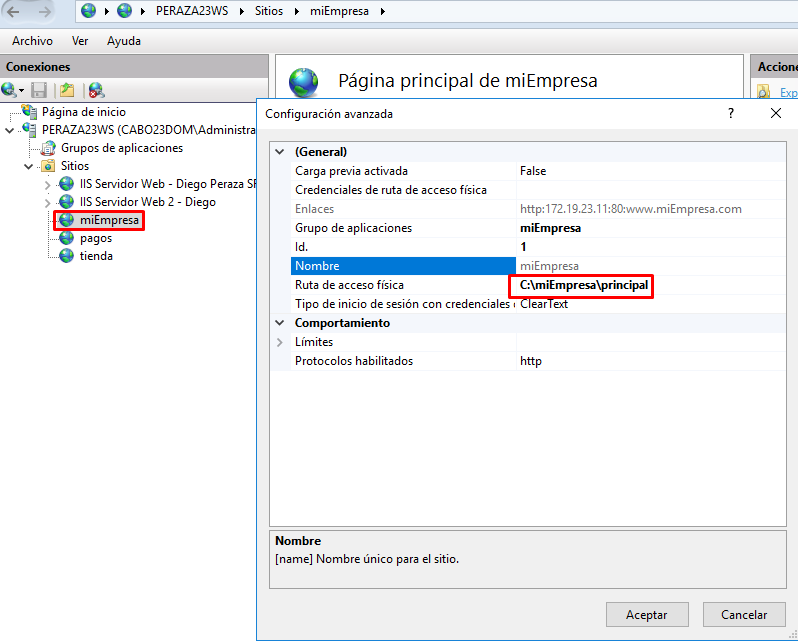 PERAZA23WS Sitios miEmpresa
Archivo Ver Ayuda
Conexiones
Página de inicio
PERAZA23WS (CABO23DOM\Administra
Grupos de aplicaciones
Sitios
IIS Servidor Web - Diego Peraza
IIS Servidor Web 2 - Diego
miEmpresa
pagos
tienda
Página principal de miEmpresa
Accione
Exp
Configuración avanzada
?
(General)
Carga previa activada False
Credenciales de ruta de acceso física
Enlaces http:172.19.23.11:80:www.miEmpresa.com
Grupo de aplicaciones miEmpresa
Id. 1
Nombre miEmpresa
Ruta de acceso física C:\miEmpresa\principal
Tipo de inicio de sesión con credenciales ClearText
Comportamiento
Límites
Protocolos habilitados http
Nombre
[name] Nombre único para el sitio.
Aceptar Cancelar